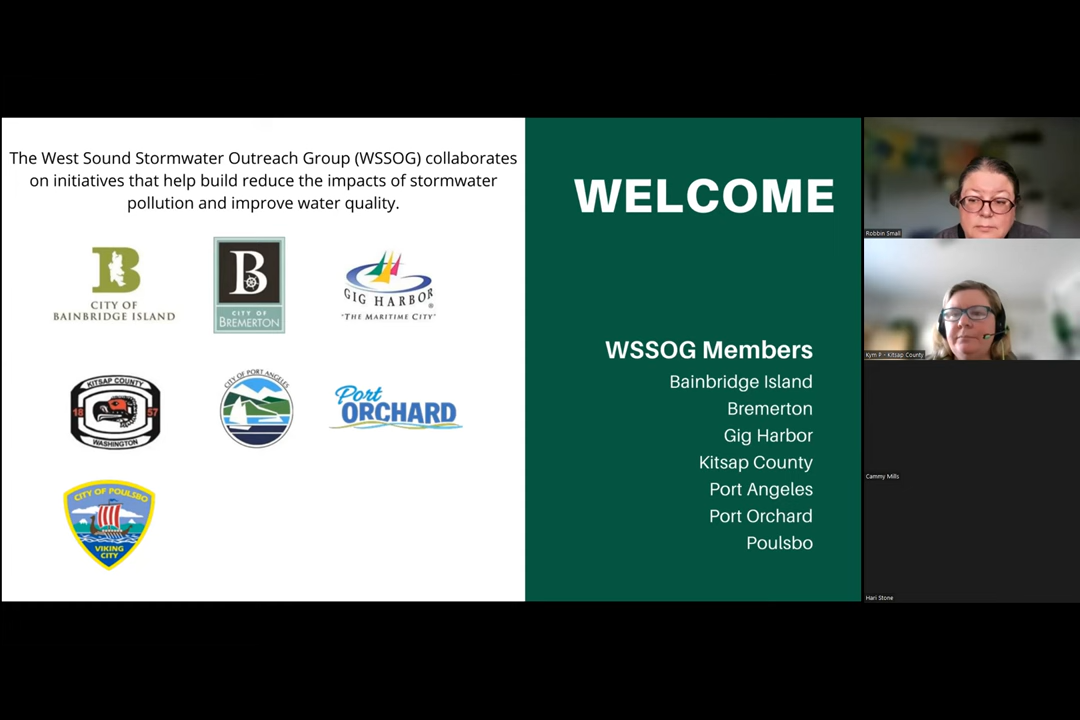 The West Sound Stormwater Outreach Group (WSSOG) collaborates
on initiatives that help build reduce the impacts of stormwater
pollution and improve water quality.
B
CITY OF
BAINBRIDGE ISLAND
B
CITY OF
BREMERTON
GIG HARBOR
®
"THE MARITIME CITY"
KITSAP COUNTY
18 57
WASHINGTON
CITY OF PORT ANGELES
Port
ORCHARD
CITY OF POULSBO
VIKING
CITY
WELCOME
WSSOG Members
Bainbridge Island
Bremerton
Gig Harbor
Kitsap County
Port Angeles
Port Orchard
Poulsbo
Robbin Small
Kym P - Kitsap County
Cammy Mills
Hari Stone